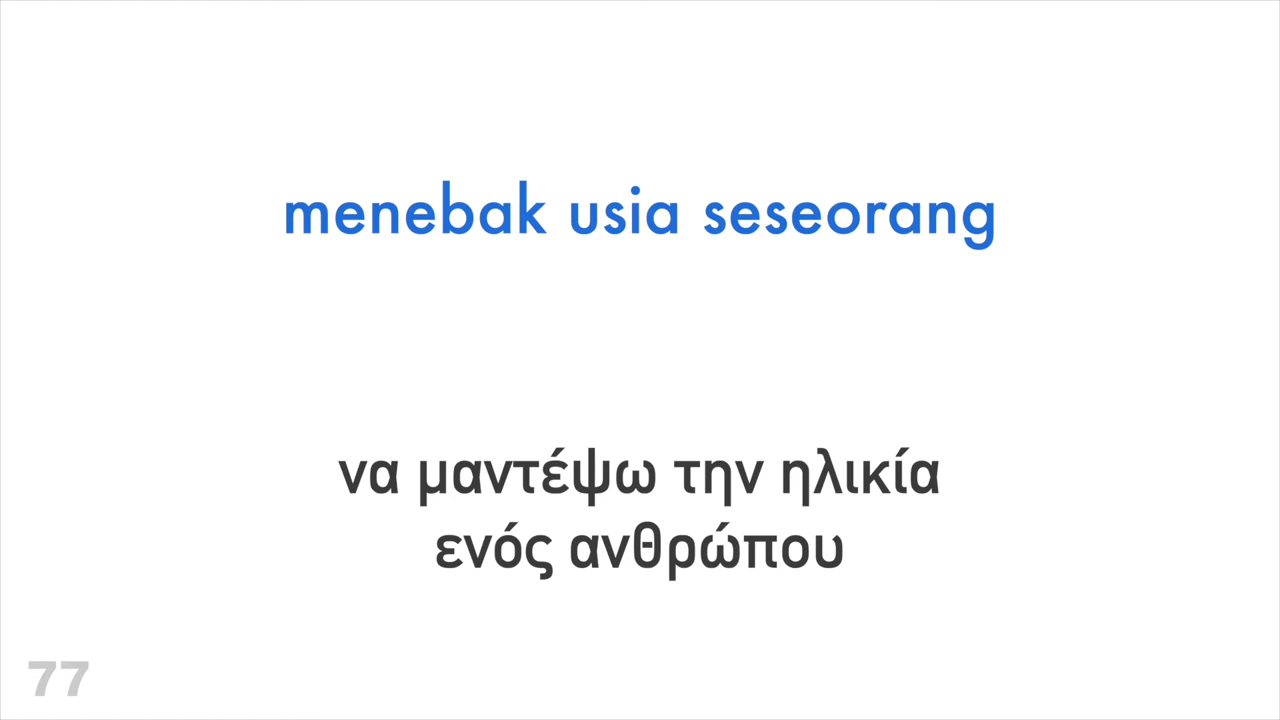 menebak usia seseorang
να μαντέψω την ηλικία
ενός ανθρώπου
77